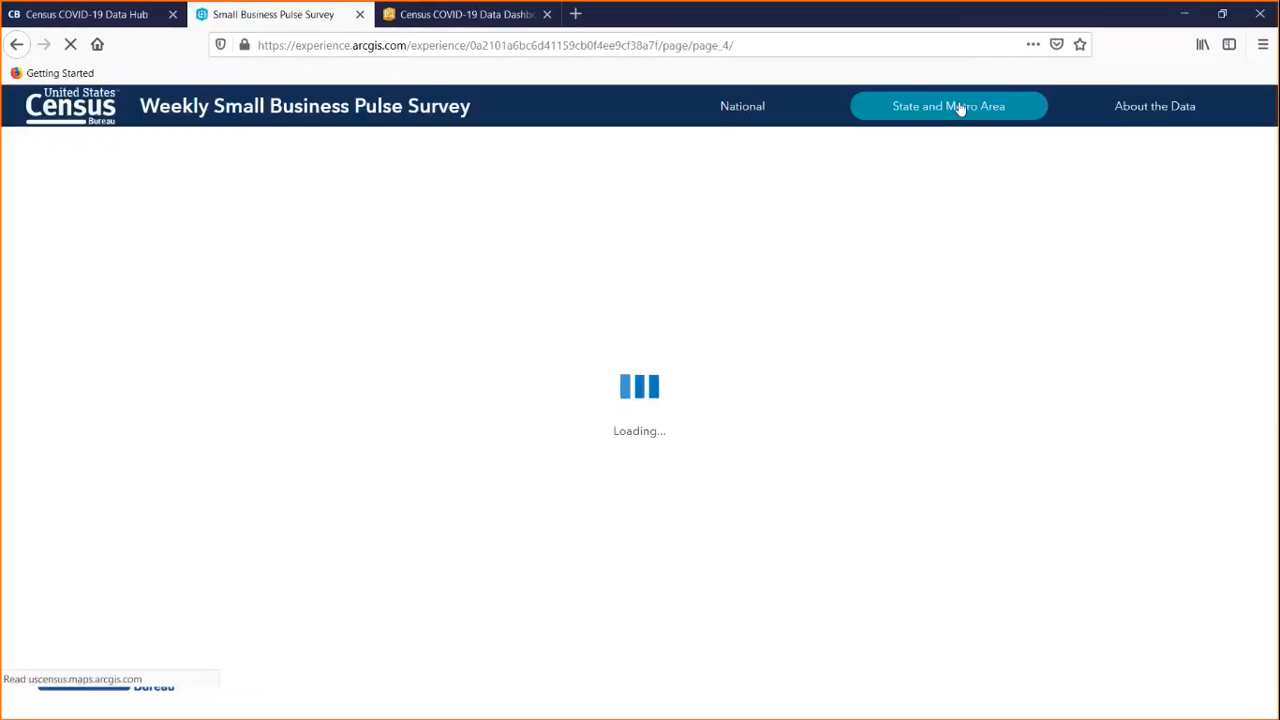 CB Census COVID-19 Data Hub
Small Business Pulse Survey
Census COVID-19 Data Dashb
https://experience.arcgis.com/experience/0a2101a6bc6d41159cb0f4ee9cf38a7f/page/page_4/
Getting Started
United States
Census
Bureau
Weekly Small Business Pulse Survey
National
State and Metro Area
About the Data
Loading...
Read uscensus.maps.arcgis.com
Bureau